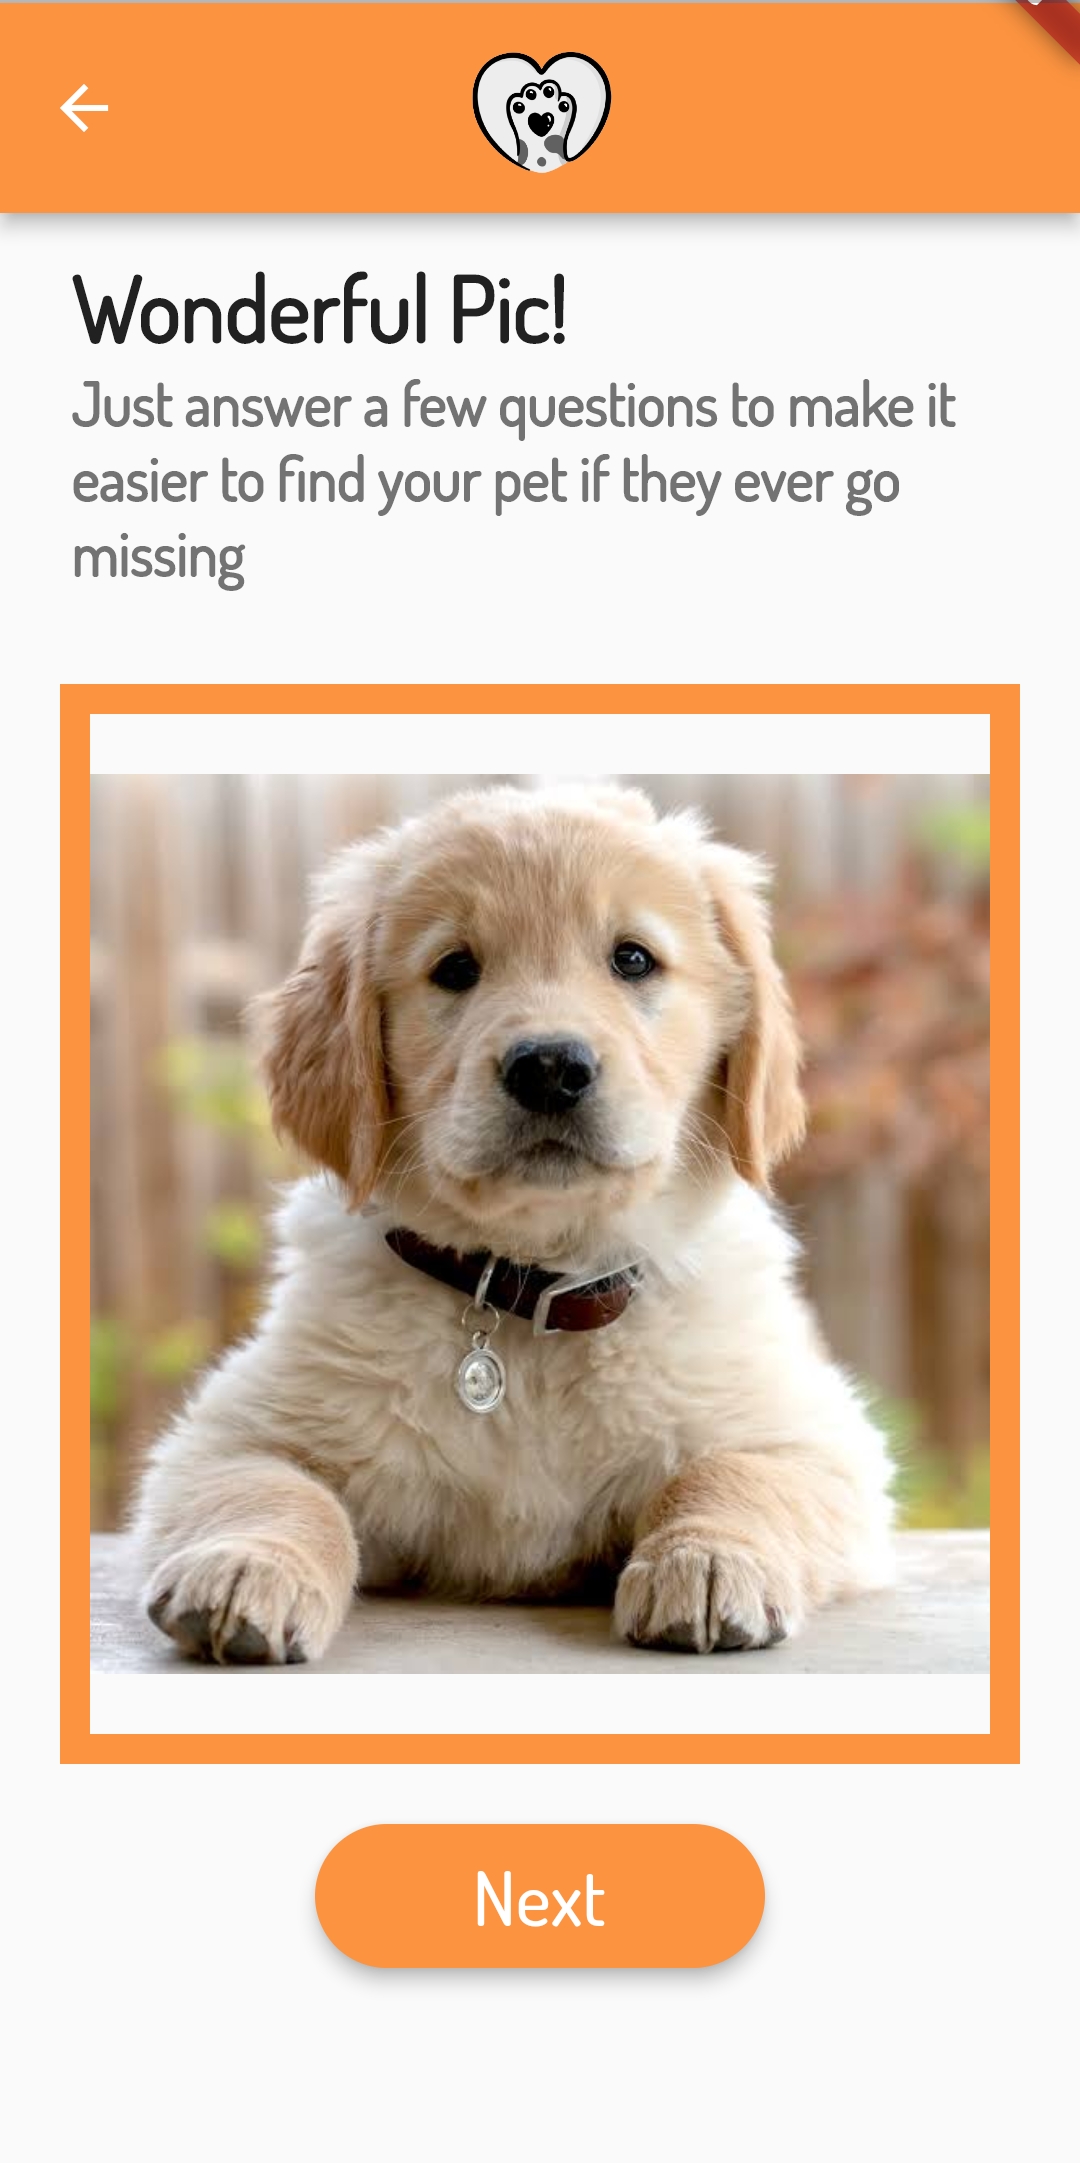 Wonderful Pic!
Just answer a few questions to make it
easier to find your pet if they ever go
missing
Next